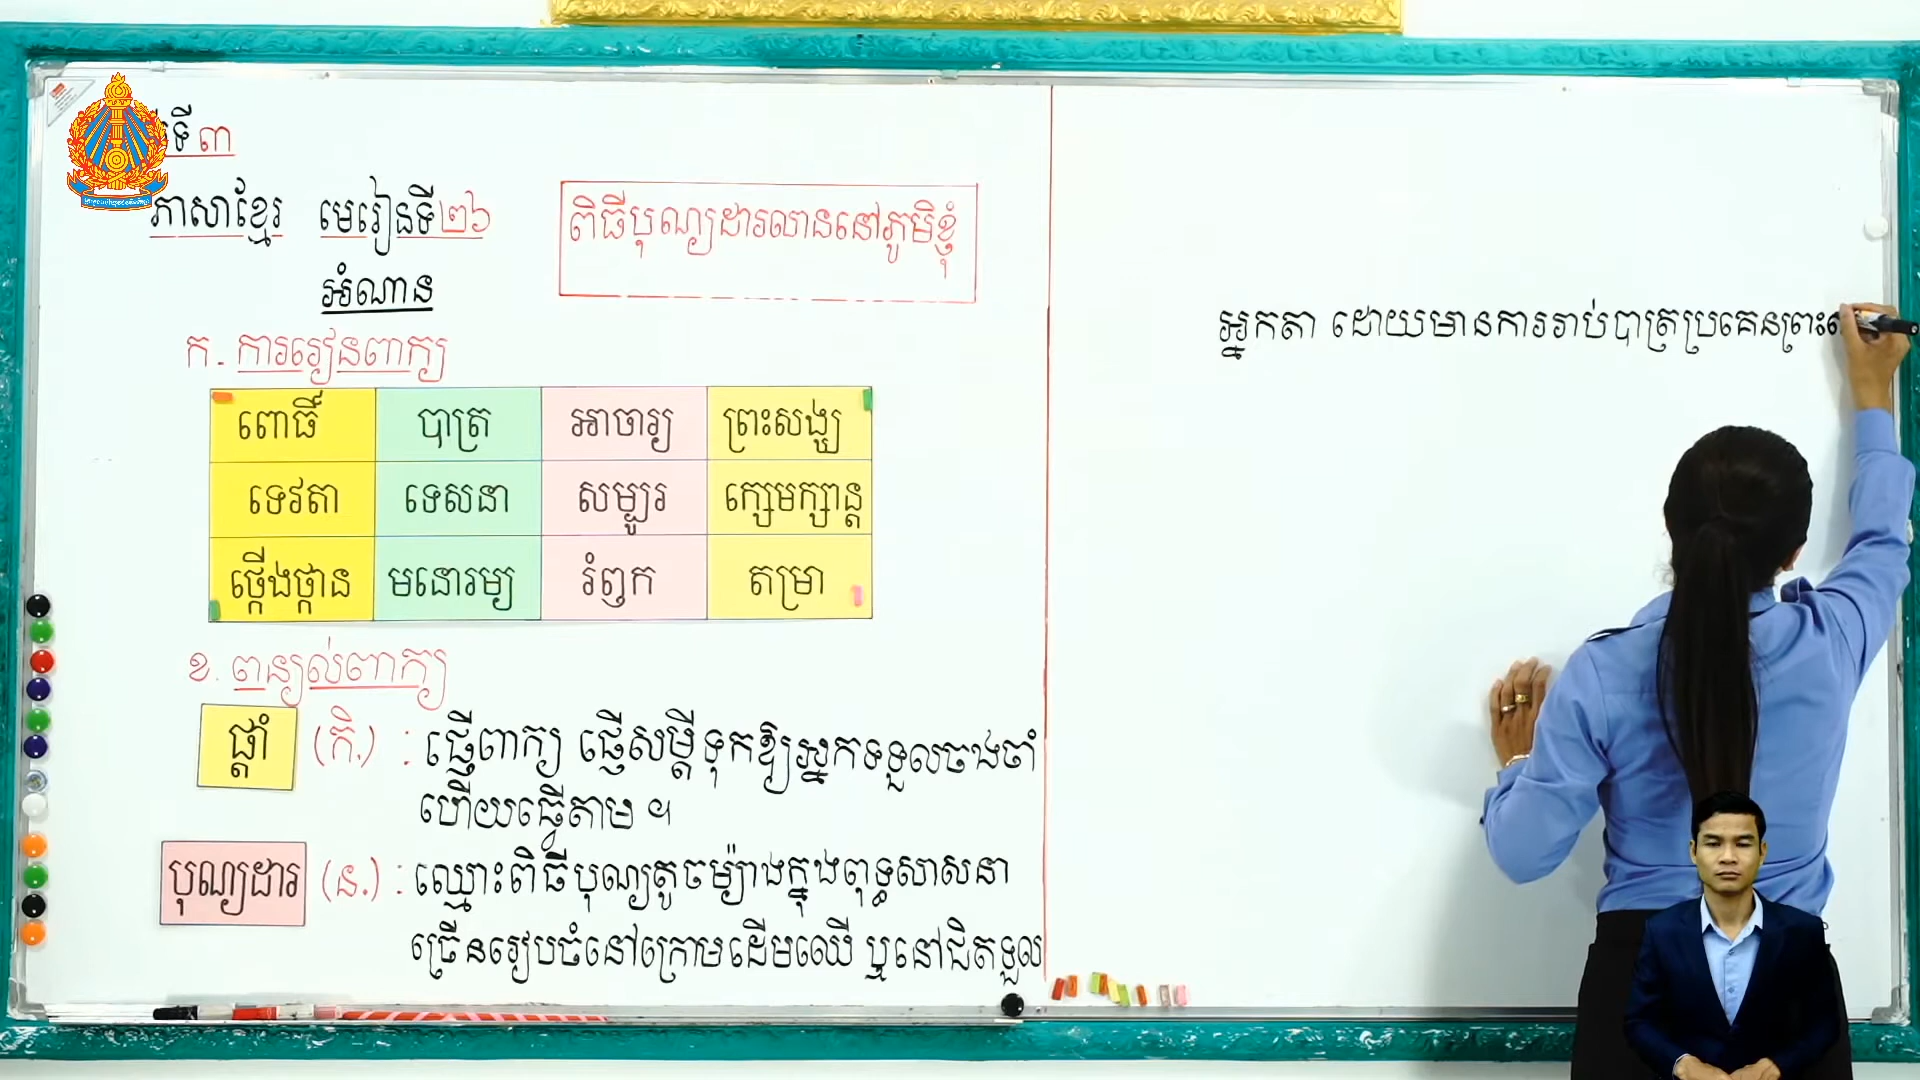 ទី ៣
ភាសាខ្មែរ មេរៀនទី២៦
អំណាន
ពិធីបុណ្យដារលាននៅភូមិខ្ញុំ
ក. ការរៀនពាក្យ
ពោធិ៍ បាត្រ អាចារ្យ ព្រះសង្ឃ
ទេវតា ទេសនា សម្បូរ ក្សេមក្សាន្ត
ថ្កើងថ្កាន មនោរម្យ រំឭក តម្រា
ខ. ពន្យល់ពាក្យ
ផ្ដាំ (កិ.) : ផ្ញើពាក្យ ផ្ញើសម្ដីទុកឱ្យអ្នកទទួលចងចាំ
ហើយធ្វើតាម ។
បុណ្យដារ (ន.) : ឈ្មោះពិធីបុណ្យតូចម្យ៉ាងក្នុងពុទ្ធសាសនា
ច្រើនរៀបចំនៅក្រោមដើមឈើ ឬនៅជិតទួល
អ្នកតា ដោយមានការរាប់បាត្រប្រគេនព្រះ